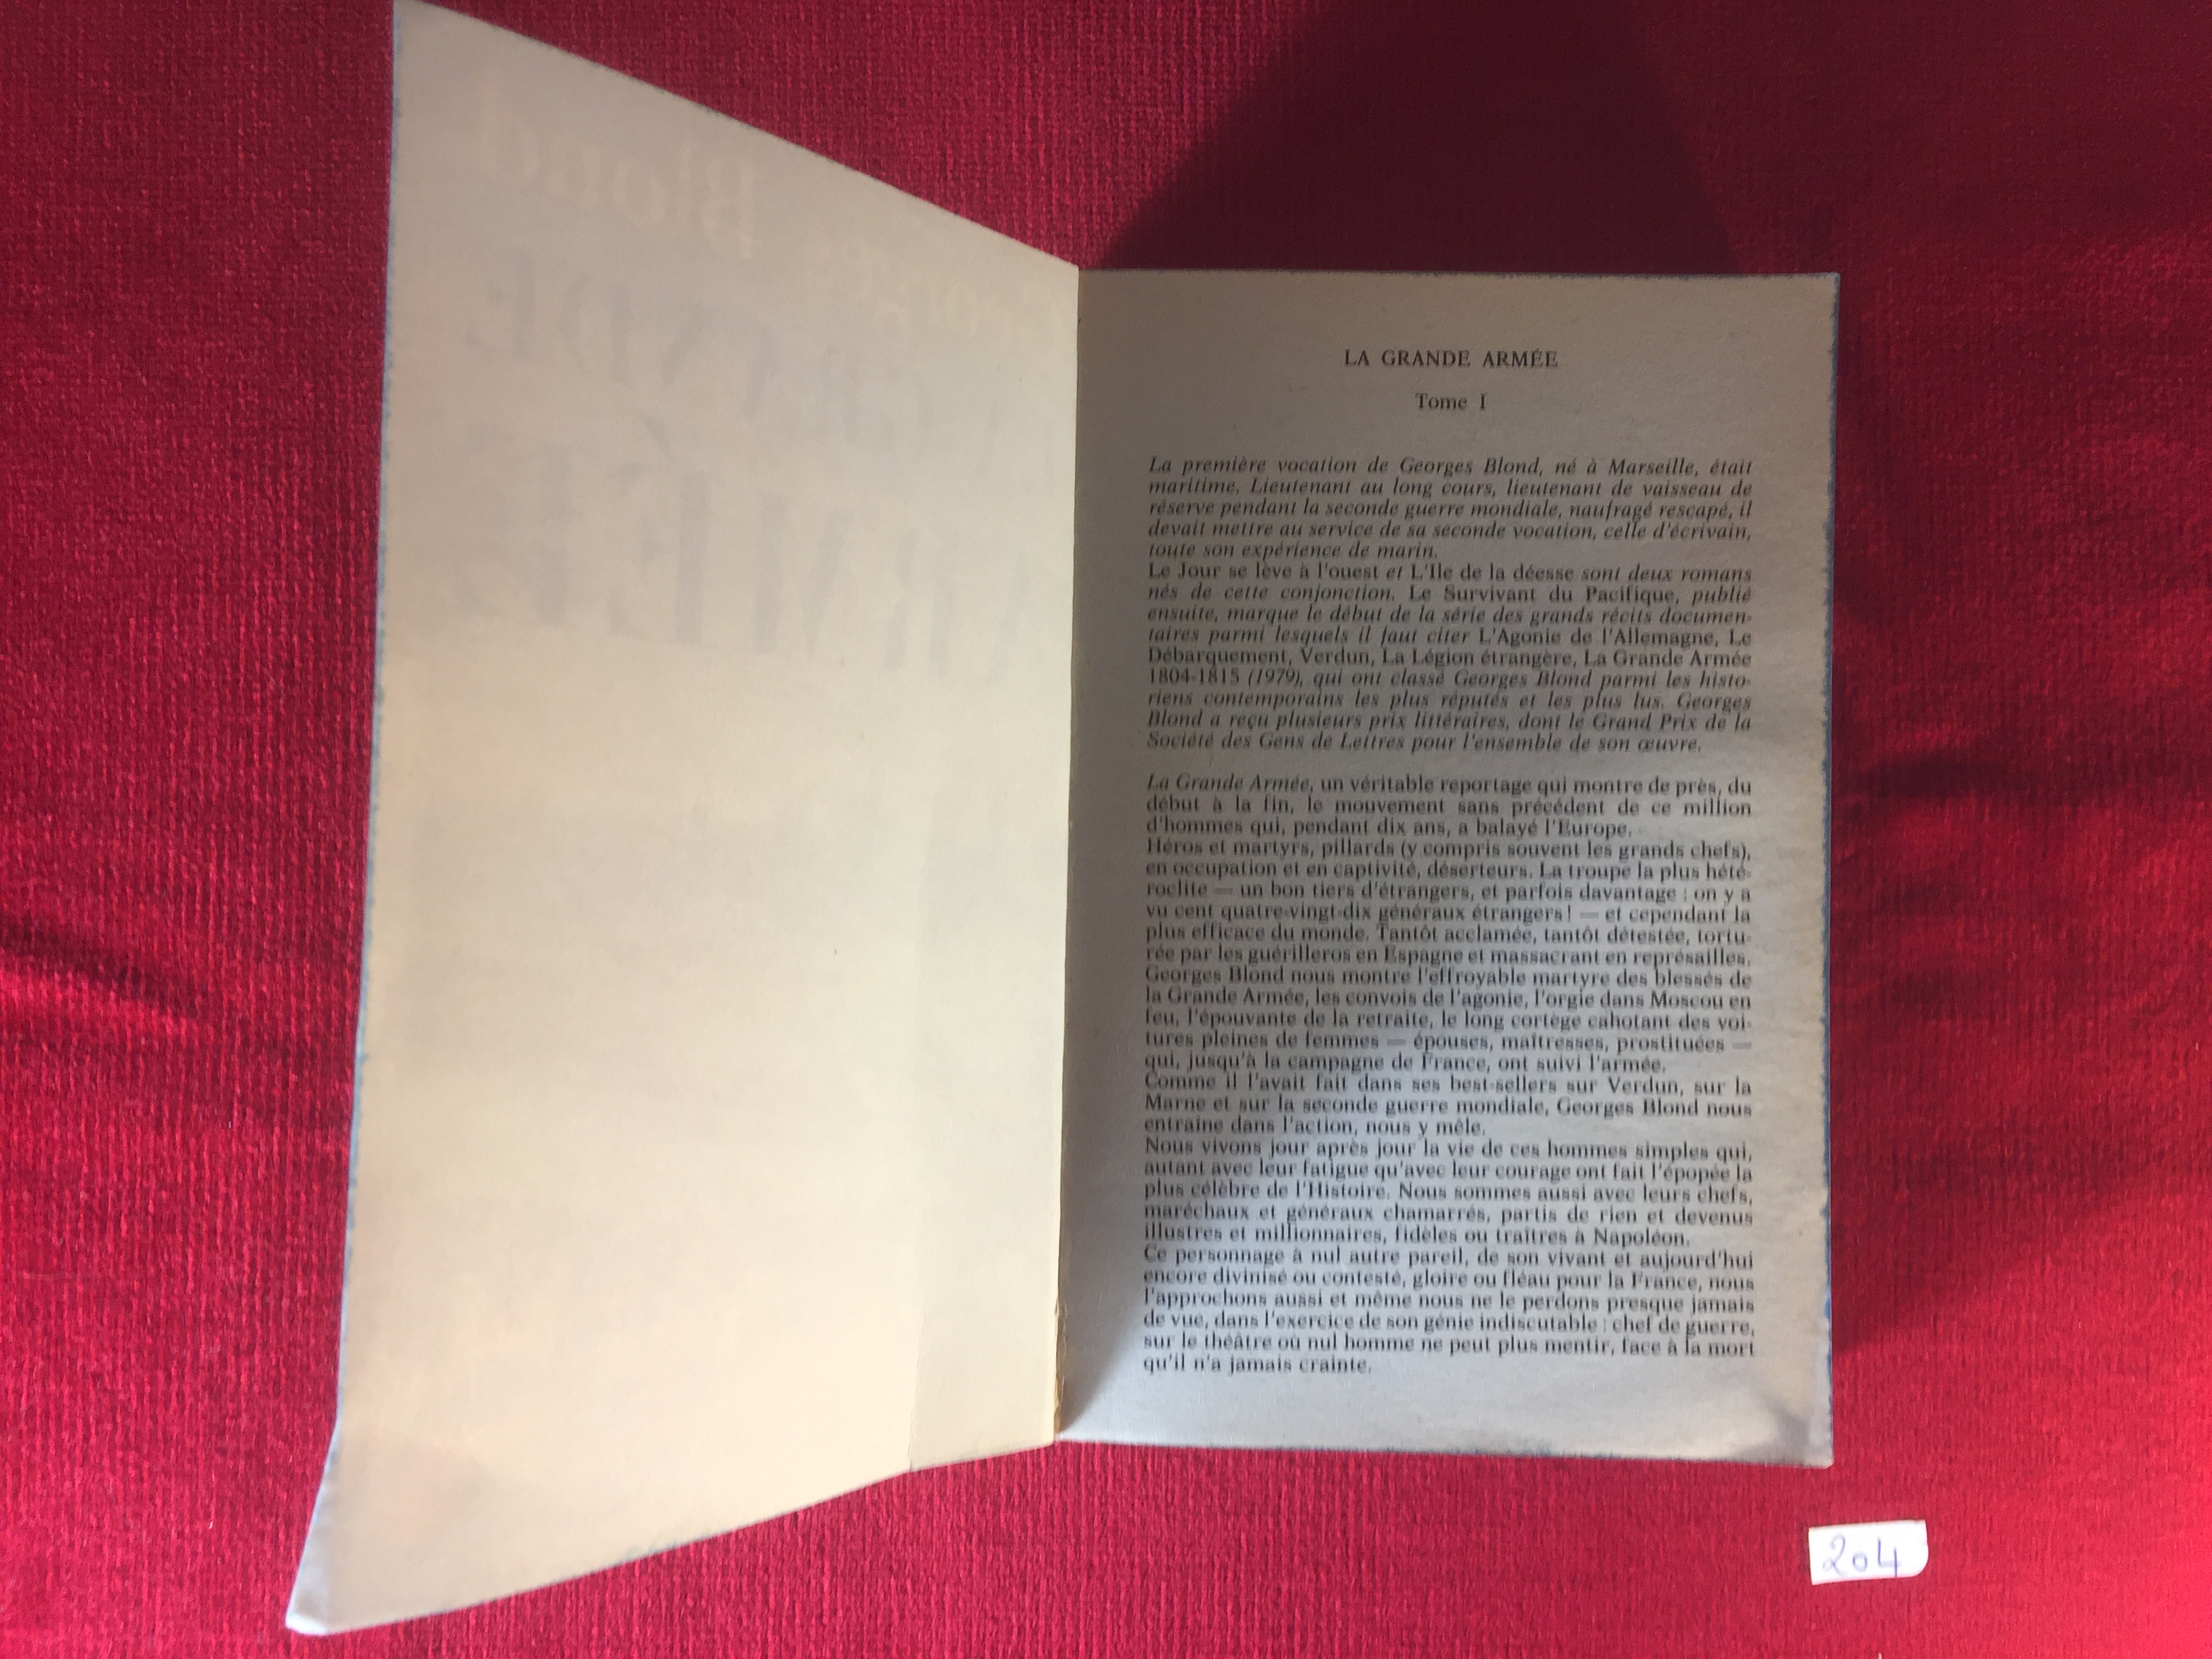 Georges Blond
LA GRANDE
ARMÉE
LA GRANDE ARMÉE
Tome I
La première vocation de Georges Blond, né à Marseille, était
maritime. Lieutenant au long cours, lieutenant de vaisseau de
réserve pendant la seconde guerre mondiale, naufragé rescapé, il
devait mettre au service de sa seconde vocation, celle d'écrivain,
toute son expérience de marin.
Le Jour se lève à l'ouest et L'Ile de la déesse sont deux romans
nés de cette conjonction. Le Survivant du Pacifique, publié
ensuite, marque le début de la série des grands récits documen-
taires parmi lesquels il faut citer L'Agonie de l'Allemagne, Le
Débarquement, Verdun, La Légion étrangère, La Grande Armée
1804-1815 (1979), qui ont classé Georges Blond parmi les histo-
riens contemporains les plus réputés et les plus lus. Georges
Blond a reçu plusieurs prix littéraires, dont le Grand Prix de la
Société des Gens de Lettres pour l'ensemble de son œuvre.
La Grande Armée, un véritable reportage qui montre de près, du
début à la fin, le mouvement sans précédent de ce million
d'hommes qui, pendant dix ans, a balayé l'Europe.
Héros et martyrs, pillards (y compris souvent les grands chefs),
en occupation et en captivité, déserteurs. La troupe la plus hété-
roclite — un bon tiers d'étrangers, et parfois davantage : on y a
vu cent quatre-vingt-dix généraux étrangers! — et cependant la
plus efficace du monde. Tantôt acclamée, tantôt détestée, tortu-
rée par les guérilleros en Espagne et massacrant en représailles.
Georges Blond nous montre l'effroyable martyre des blessés de
la Grande Armée, les convois de l'agonie, l'orgie dans Moscou en
feu, l'épouvante de la retraite, le long cortège cahotant des voi-
tures pleines de femmes — épouses, maîtresses, prostituées —
qui, jusqu'à la campagne de France, ont suivi l'armée.
Comme il l'avait fait dans ses best-sellers sur Verdun, sur la
Marne et sur la seconde guerre mondiale, Georges Blond nous
entraîne dans l'action, nous y mêle.
Nous vivons jour après jour la vie de ces hommes simples qui,
autant avec leur fatigue qu'avec leur courage ont fait l'épopée la
plus célèbre de l'Histoire. Nous sommes aussi avec leurs chefs,
maréchaux et généraux chamarrés, partis de rien et devenus
illustres et millionnaires, fidèles ou traîtres à Napoléon.
Ce personnage à nul autre pareil, de son vivant et aujourd'hui
encore divinisé ou contesté, gloire ou fléau pour la France, nous
l'approchons aussi et même nous ne le perdons presque jamais
de vue, dans l'exercice de son génie indiscutable : chef de guerre,
sur le théâtre où nul homme ne peut plus mentir, face à la mort
qu'il n'a jamais crainte.
204